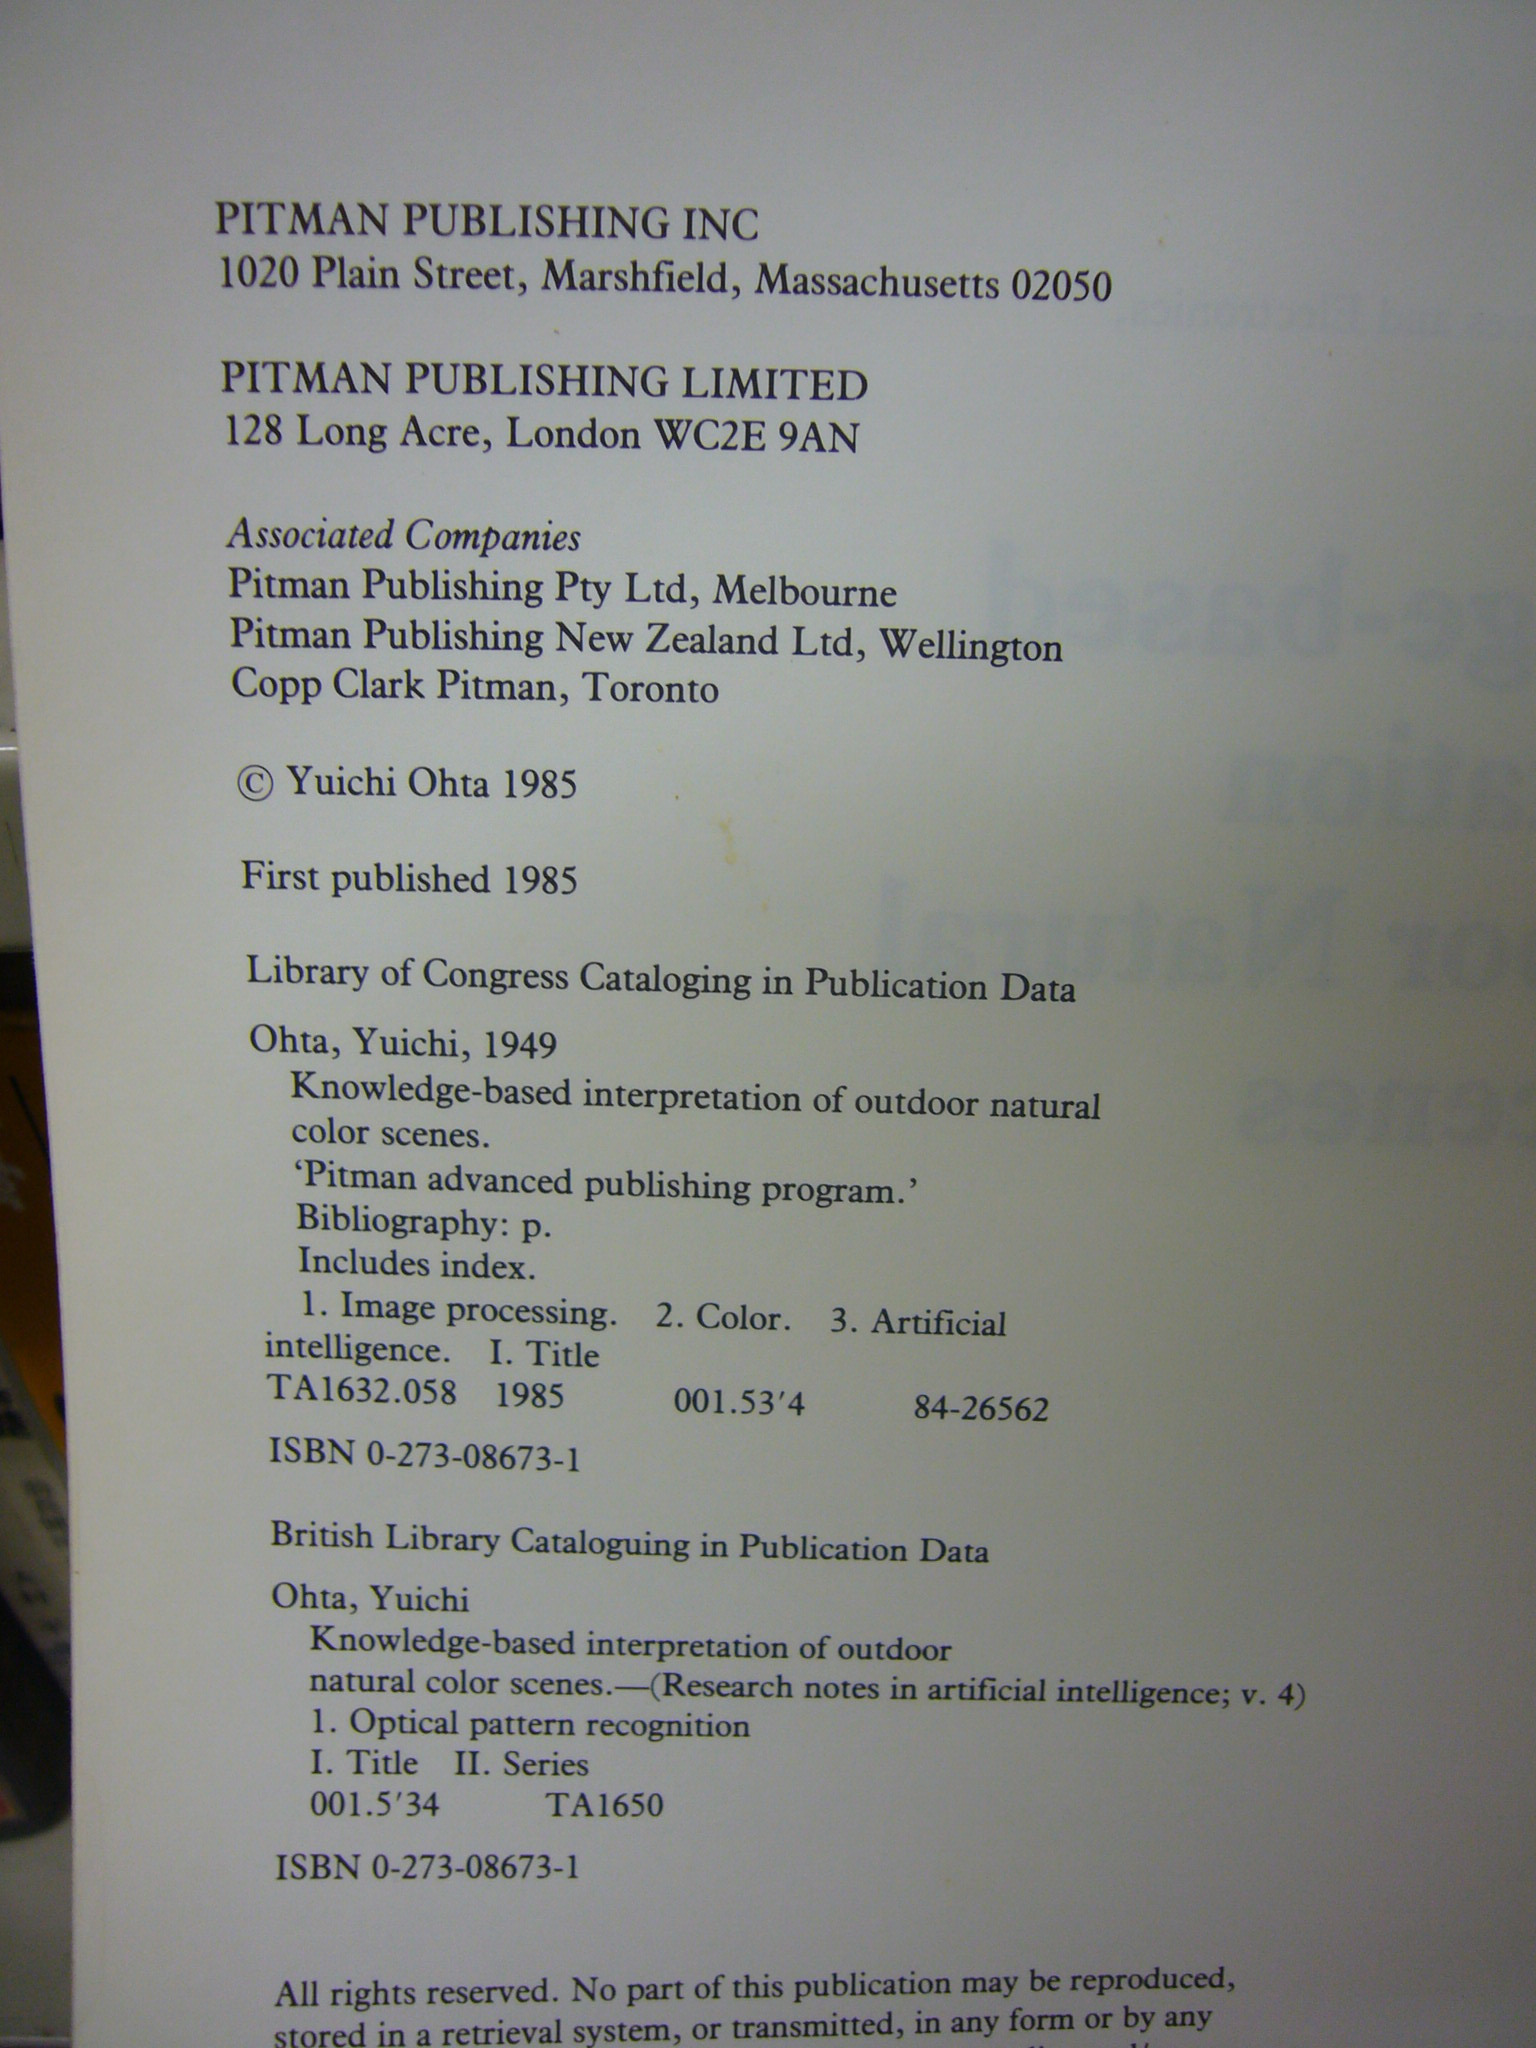 PITMAN PUBLISHING INC
1020 Plain Street, Marshfield, Massachusetts 02050
PITMAN PUBLISHING LIMITED
128 Long Acre, London WC2E 9AN
Associated Companies
Pitman Publishing Pty Ltd, Melbourne
Pitman Publishing New Zealand Ltd, Wellington
Copp Clark Pitman, Toronto
© Yuichi Ohta 1985
First published 1985
Library of Congress Cataloging in Publication Data
Ohta, Yuichi, 1949
Knowledge-based interpretation of outdoor natural
color scenes.
‘Pitman advanced publishing program.’
Bibliography: p.
Includes index.
1. Image processing. 2. Color. 3. Artificial
intelligence. I. Title
TA1632.058 1985 001.53′4 84-26562
ISBN 0-273-08673-1
British Library Cataloguing in Publication Data
Ohta, Yuichi
Knowledge-based interpretation of outdoor
natural color scenes.—(Research notes in artificial intelligence; v. 4)
1. Optical pattern recognition
I. Title II. Series
001.5′34 TA1650
ISBN 0-273-08673-1
All rights reserved. No part of this publication may be reproduced,
stored in a retrieval system, or transmitted, in any form or by any